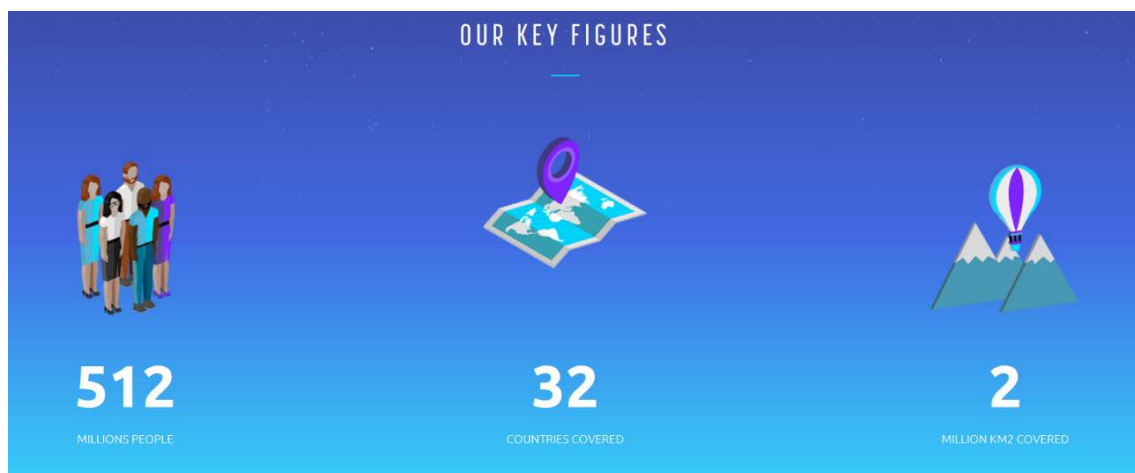 OUR KEY FIGURES
512
MILLIONS PEOPLE
32
COUNTRIES COVERED
2
MILLION KM2 COVERED